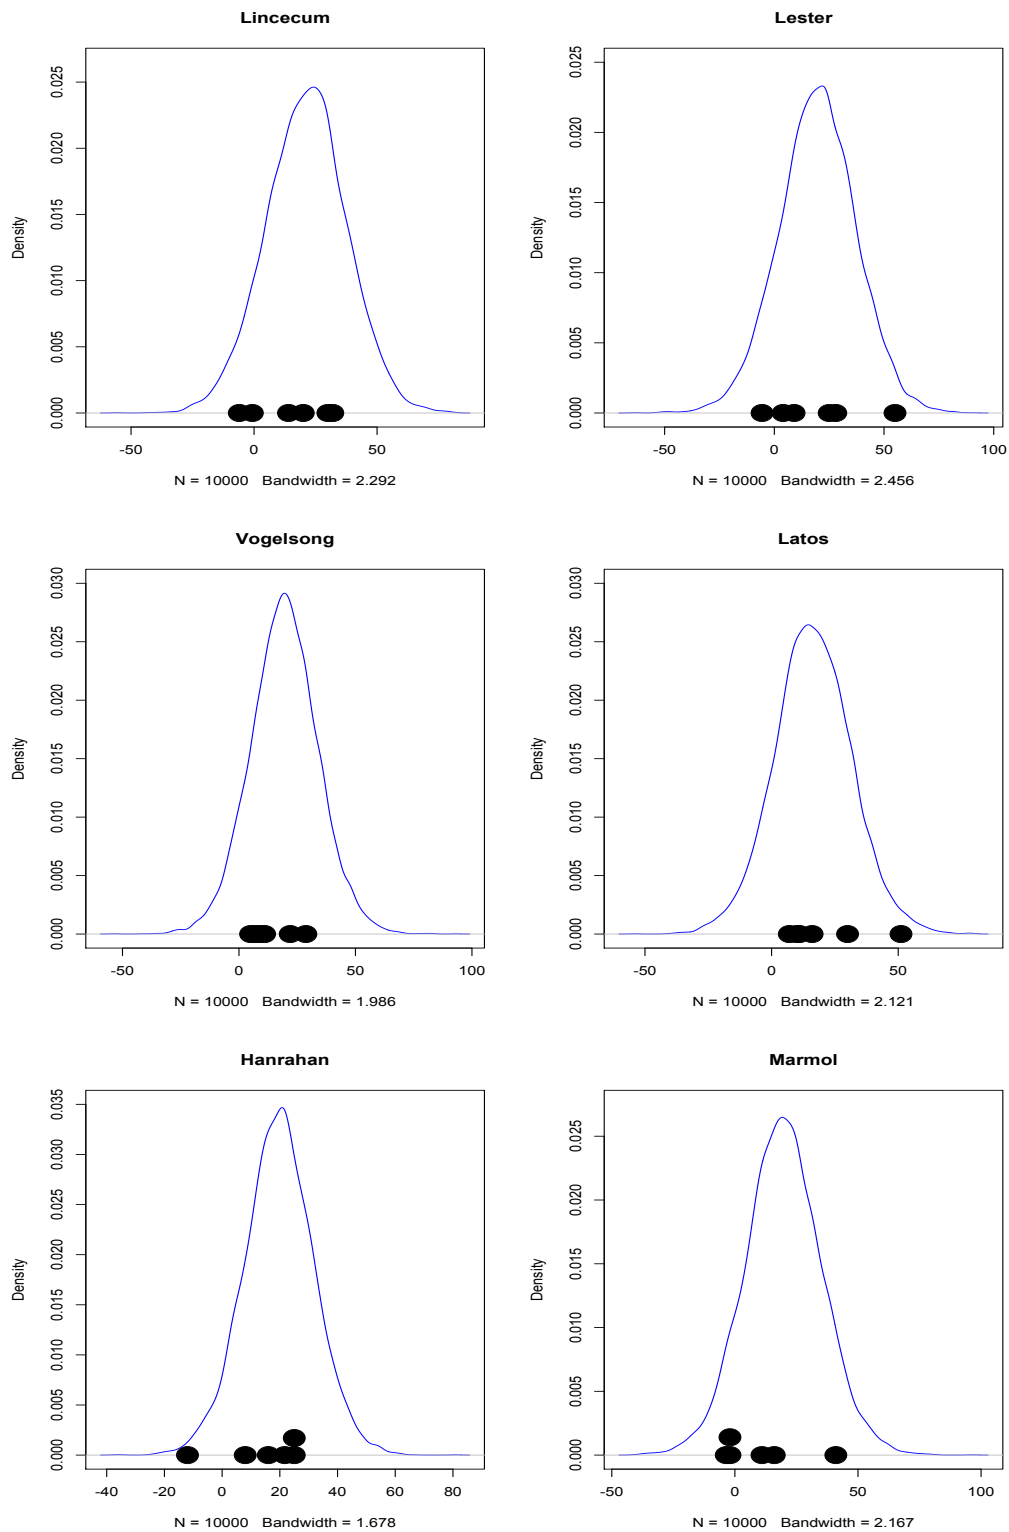 Lincecum
Density
0.000 0.005 0.010 0.015 0.020 0.025
-50 0 50
N = 10000 Bandwidth = 2.292
Lester
Density
0.000 0.005 0.010 0.015 0.020 0.025
-50 0 50 100
N = 10000 Bandwidth = 2.456
Vogelsong
Density
0.000 0.005 0.010 0.015 0.020 0.025 0.030
-50 0 50 100
N = 10000 Bandwidth = 1.986
Latos
Density
0.000 0.005 0.010 0.015 0.020 0.025 0.030
-50 0 50
N = 10000 Bandwidth = 2.121
Hanrahan
Density
0.000 0.005 0.010 0.015 0.020 0.025 0.030 0.035
-40 -20 0 20 40 60 80
N = 10000 Bandwidth = 1.678
Marmol
Density
0.000 0.005 0.010 0.015 0.020 0.025
-50 0 50 100
N = 10000 Bandwidth = 2.167